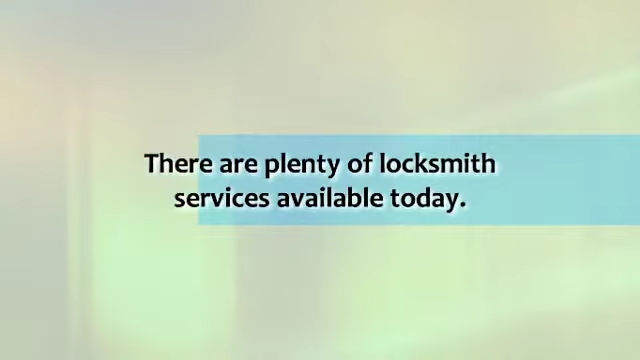 There are plenty of locksmith
services available today.